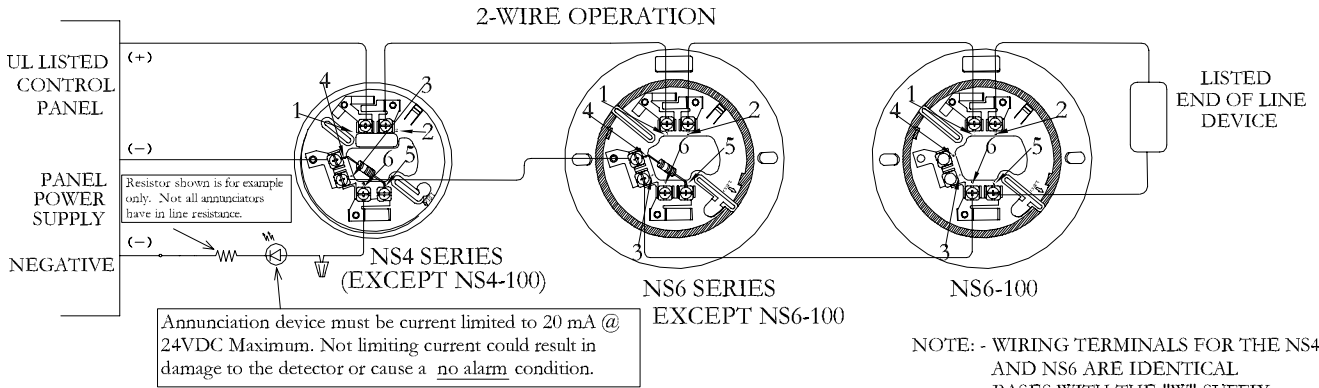 2-WIRE OPERATION
UL LISTED
CONTROL
PANEL
(+)
(-)
PANEL
POWER
SUPPLY
(-)
NEGATIVE
Resistor shown is for example
only. Not all annunciators
have in line resistance.
4
3
1
2
6
5
NS4 SERIES
(EXCEPT NS4-100)
1
2
4
6
5
3
NS6 SERIES
EXCEPT NS6-100
1
2
4
6
5
3
NS6-100
LISTED
END OF LINE
DEVICE
Annunciation device must be current limited to 20 mA @
24VDC Maximum. Not limiting current could result in
damage to the detector or cause a no alarm condition.
NOTE: - WIRING TERMINALS FOR THE NS4
AND NS6 ARE IDENTICAL